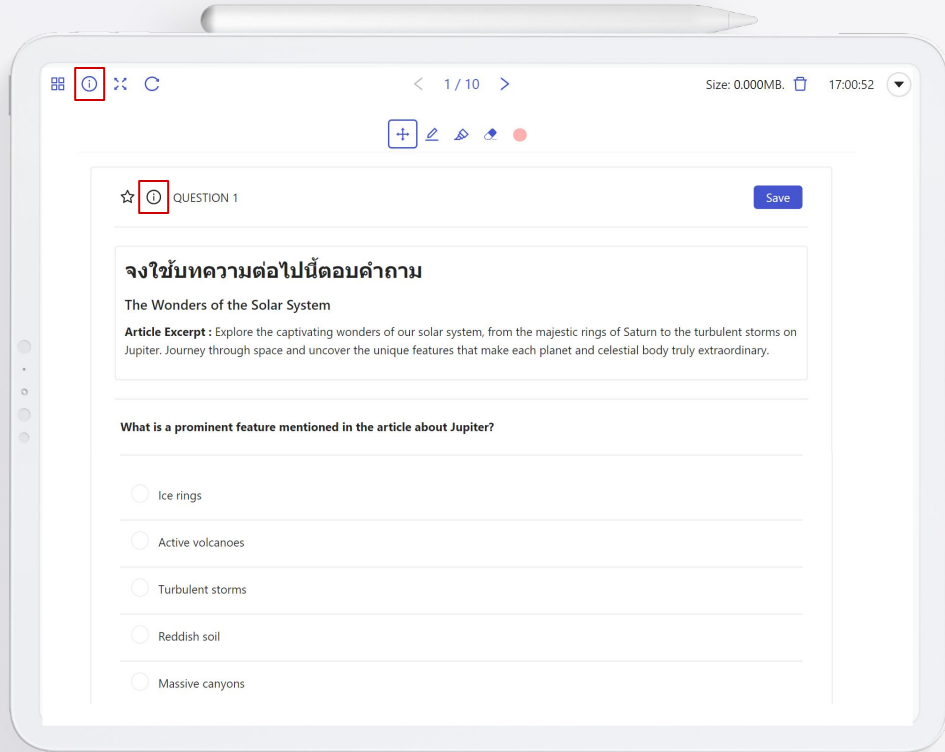 1 / 10
Size: 0.000MB.
17:00:52
QUESTION 1
Save
จงใช้บทความต่อไปนี้ตอบคำถาม
The Wonders of the Solar System
Article Excerpt : Explore the captivating wonders of our solar system, from the majestic rings of Saturn to the turbulent storms on
Jupiter. Journey through space and uncover the unique features that make each planet and celestial body truly extraordinary.
What is a prominent feature mentioned in the article about Jupiter?
Ice rings
Active volcanoes
Turbulent storms
Reddish soil
Massive canyons